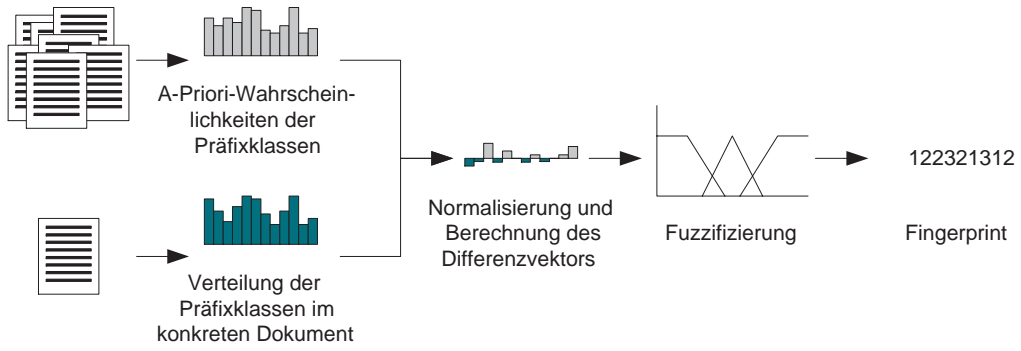 A-Priori-Wahrschein-
lichkeiten der
Präfixklassen
Verteilung der
Präfixklassen im
konkreten Dokument
Normalisierung und
Berechnung des
Differenzvektors
Fuzzifizierung
122321312
Fingerprint